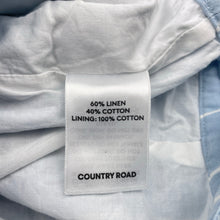 60% LINEN
40% COTTON
LINING: 100% COTTON
COUNTRY ROAD